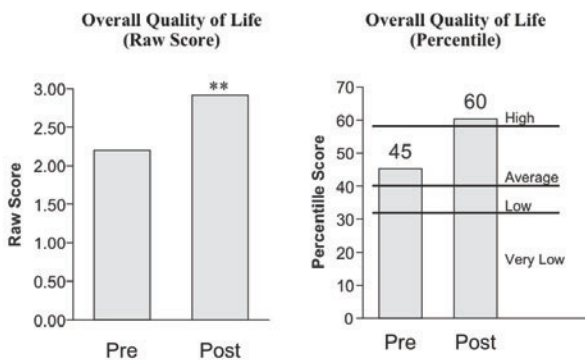 Overall Quality of Life
(Raw Score)
**
3.00
2.50
2.00
1.50
1.00
0.50
0.00
Raw Score
Pre
Post
Overall Quality of Life
(Percentile)
70
60
50
40
30
20
10
0
Percentille Score
45
60
High
Average
Low
Very Low
Pre
Post